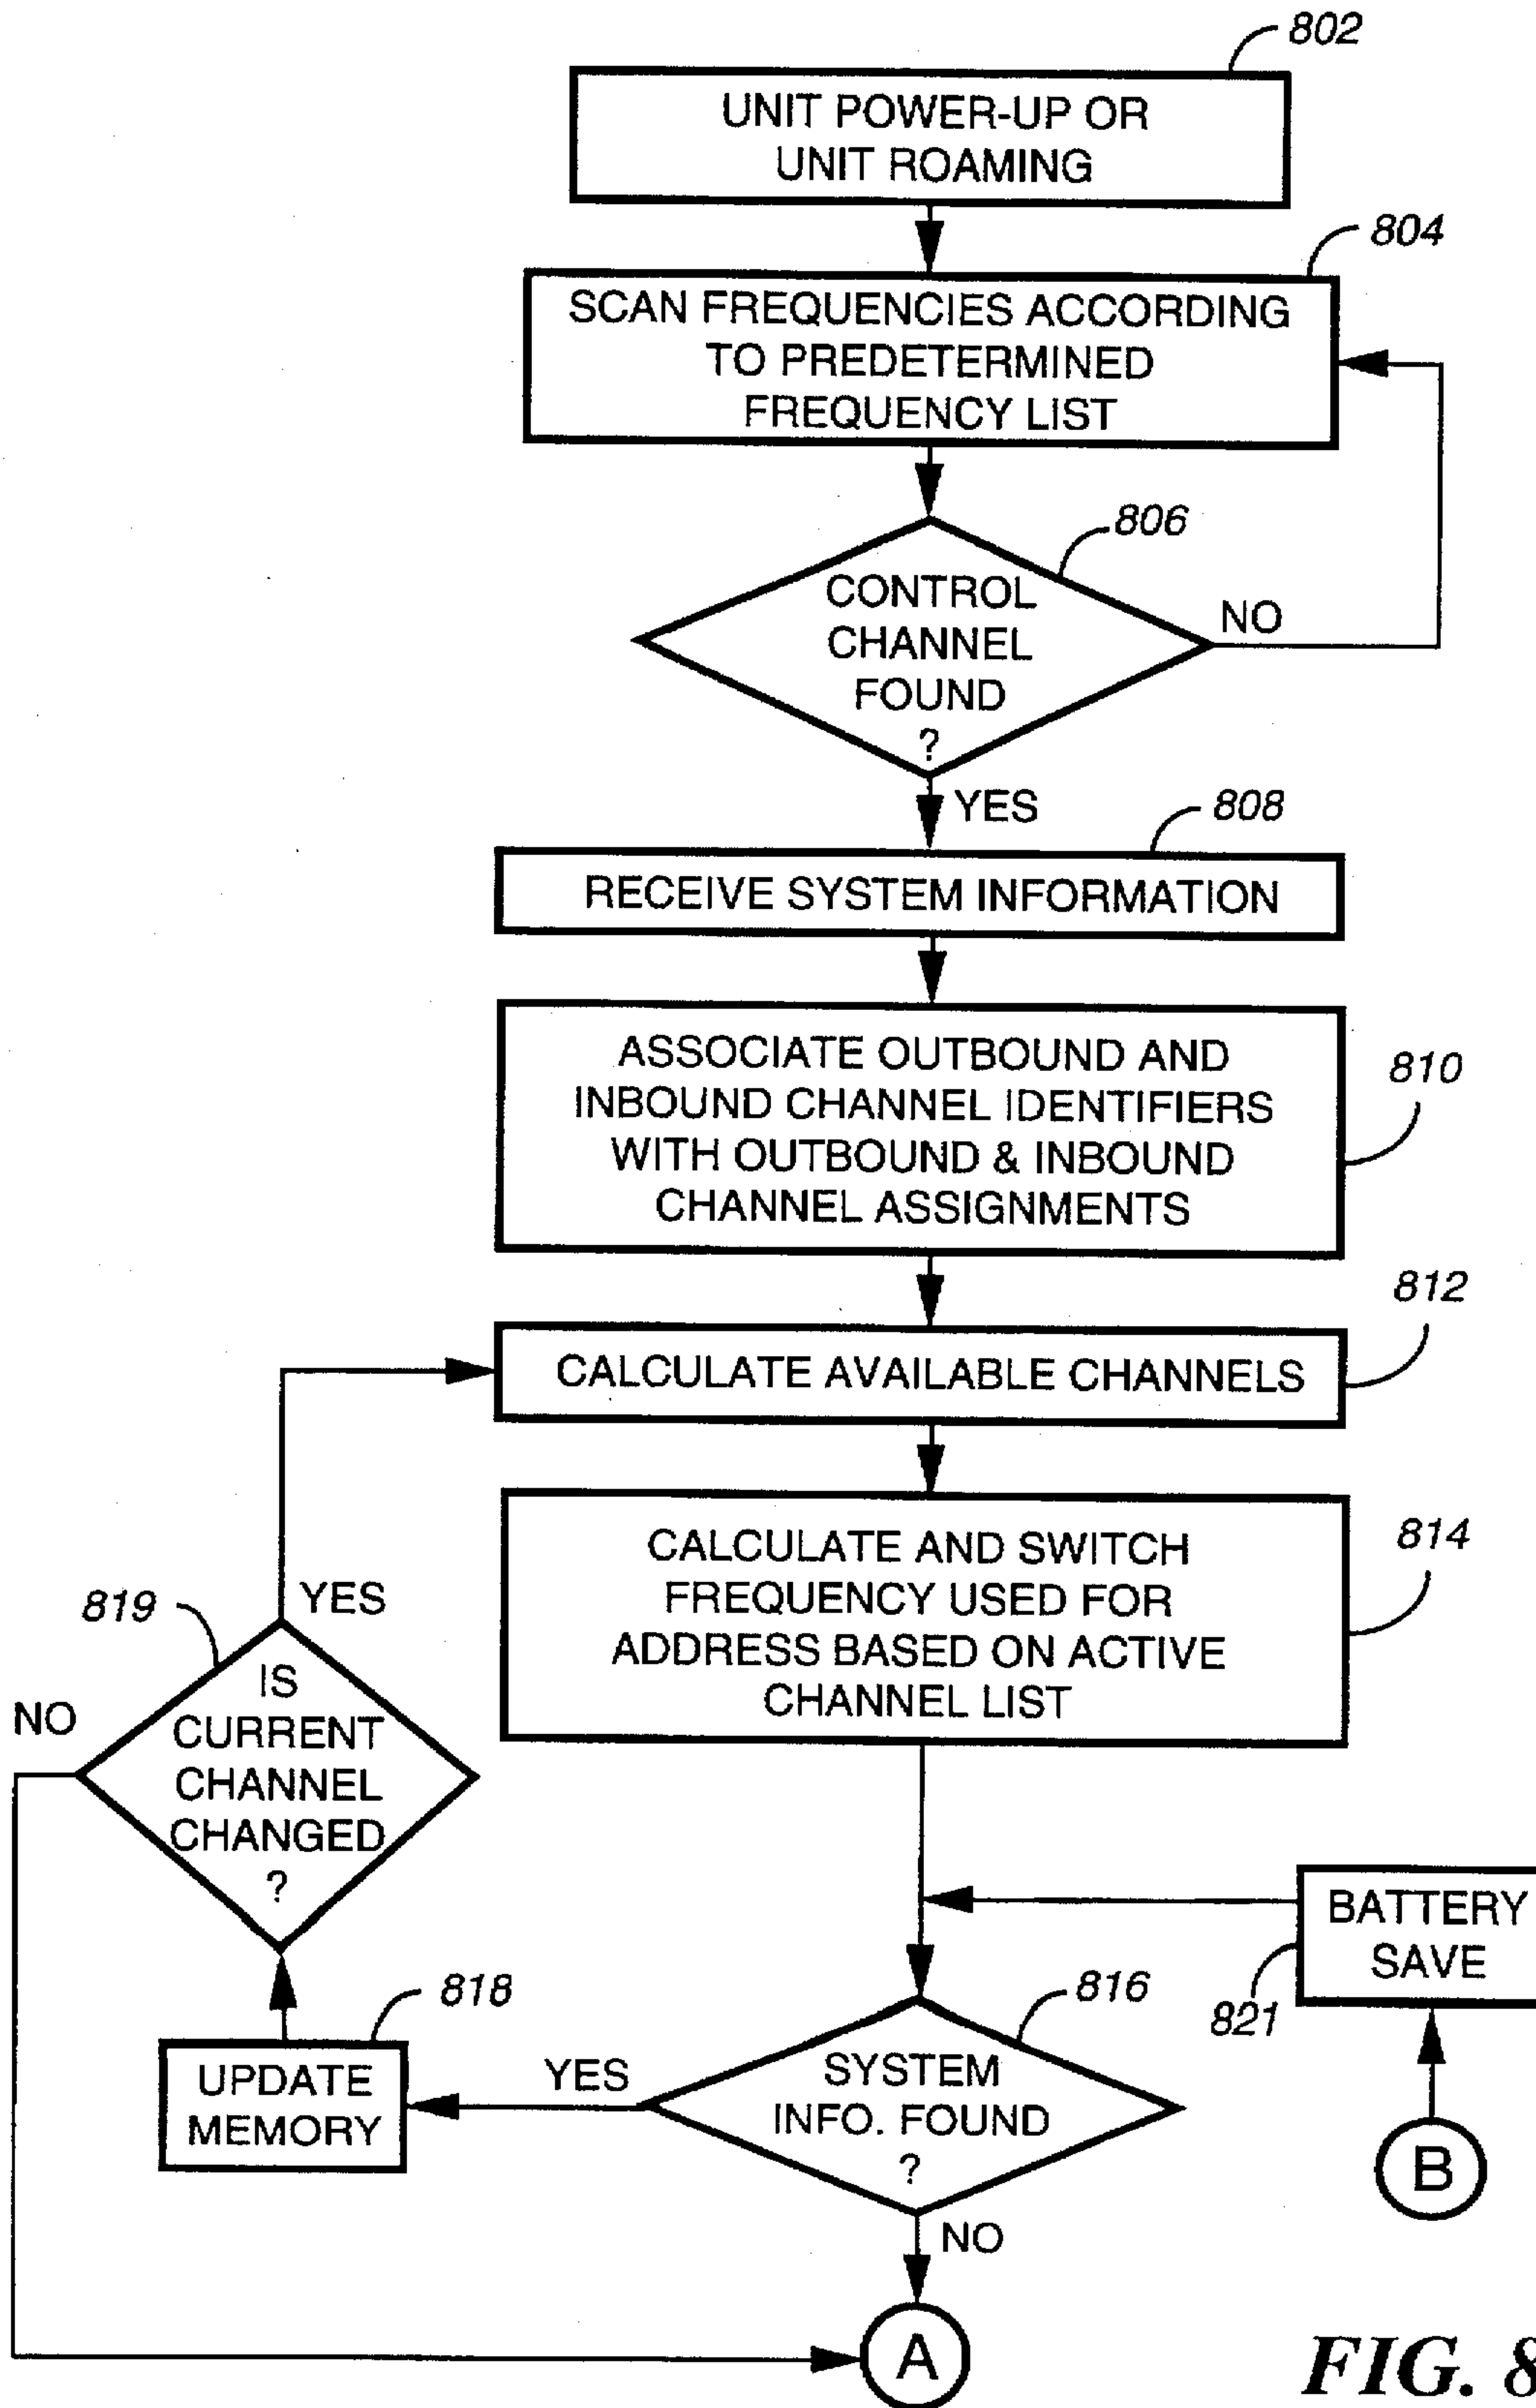 802
UNIT POWER-UP OR
UNIT ROAMING
804
SCAN FREQUENCIES ACCORDING
TO PREDETERMINED
FREQUENCY LIST
806
CONTROL
CHANNEL
FOUND
?
NO
YES
808
RECEIVE SYSTEM INFORMATION
ASSOCIATE OUTBOUND AND
INBOUND CHANNEL IDENTIFIERS
WITH OUTBOUND & INBOUND
CHANNEL ASSIGNMENTS
810
812
CALCULATE AVAILABLE CHANNELS
CALCULATE AND SWITCH
FREQUENCY USED FOR
ADDRESS BASED ON ACTIVE
CHANNEL LIST
814
819
YES
IS
CURRENT
CHANNEL
CHANGED
?
NO
BATTERY
SAVE
821
818
UPDATE
MEMORY
YES
816
SYSTEM
INFO. FOUND
?
NO
B
A
FIG. 8